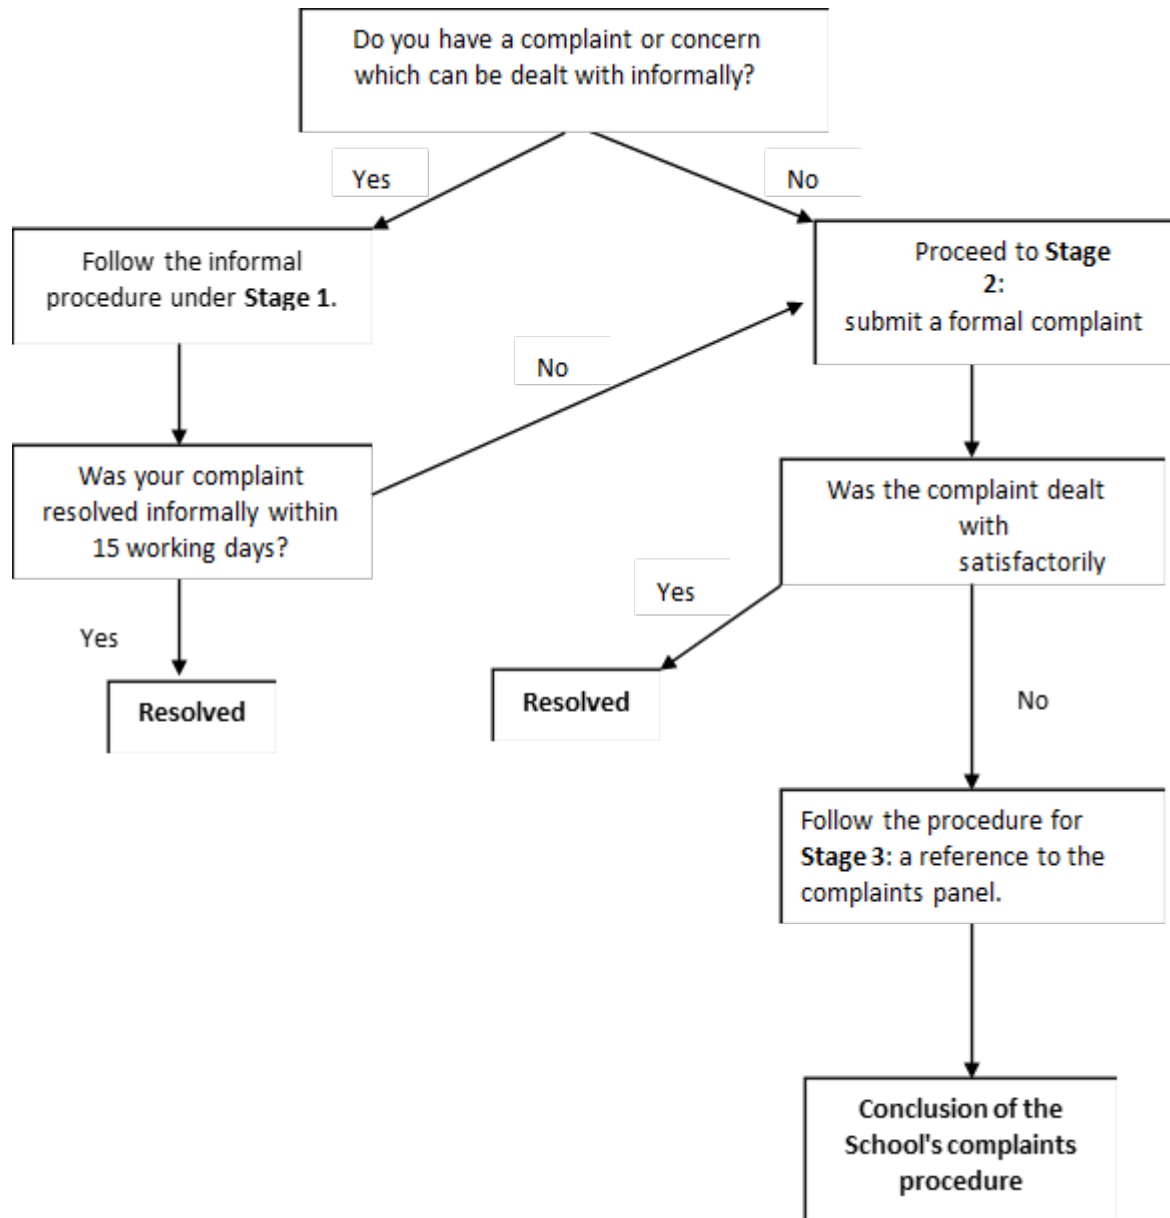 Do you have a complaint or concern
which can be dealt with informally?
Yes
No
Follow the informal
procedure under Stage 1.
Proceed to Stage
2:
submit a formal complaint
No
Was your complaint
resolved informally within
15 working days?
Was the complaint dealt
with
satisfactorily
Yes
Yes
Resolved
Resolved
No
Follow the procedure for
Stage 3: a reference to the
complaints panel.
Conclusion of the
School's complaints
procedure